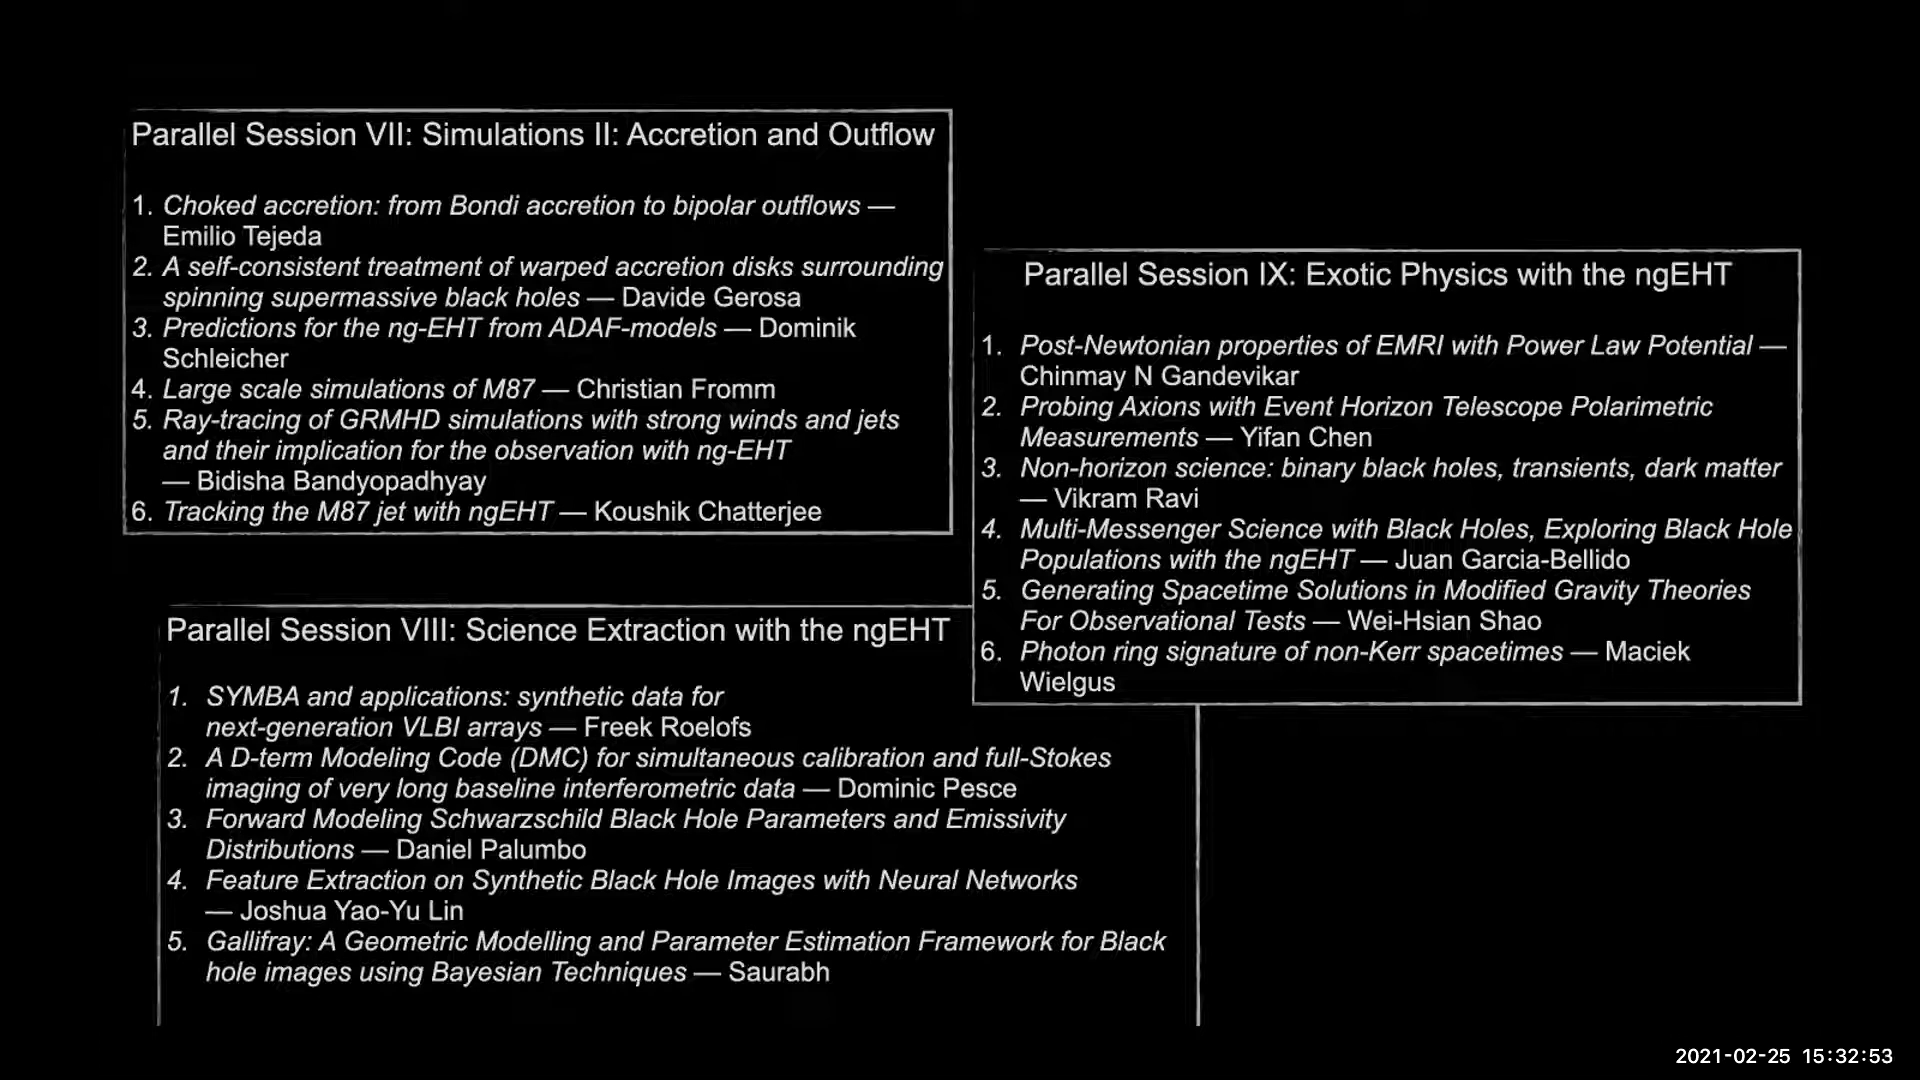 Parallel Session VII: Simulations II: Accretion and Outflow
1. Choked accretion: from Bondi accretion to bipolar outflows —
Emilio Tejeda
2. A self-consistent treatment of warped accretion disks surrounding
spinning supermassive black holes — Davide Gerosa
3. Predictions for the ng-EHT from ADAF-models — Dominik
Schleicher
4. Large scale simulations of M87 — Christian Fromm
5. Ray-tracing of GRMHD simulations with strong winds and jets
and their implication for the observation with ng-EHT
— Bidisha Bandyopadhyay
6. Tracking the M87 jet with ngEHT — Koushik Chatterjee
Parallel Session VIII: Science Extraction with the ngEHT
1. SYMBA and applications: synthetic data for
next-generation VLBI arrays — Freek Roelofs
2. A D-term Modeling Code (DMC) for simultaneous calibration and full-Stokes
imaging of very long baseline interferometric data — Dominic Pesce
3. Forward Modeling Schwarzschild Black Hole Parameters and Emissivity
Distributions — Daniel Palumbo
4. Feature Extraction on Synthetic Black Hole Images with Neural Networks
— Joshua Yao-Yu Lin
5. Gallifray: A Geometric Modelling and Parameter Estimation Framework for Black
hole images using Bayesian Techniques — Saurabh
Parallel Session IX: Exotic Physics with the ngEHT
1. Post-Newtonian properties of EMRI with Power Law Potential —
Chinmay N Gandevikar
2. Probing Axions with Event Horizon Telescope Polarimetric
Measurements — Yifan Chen
3. Non-horizon science: binary black holes, transients, dark matter
— Vikram Ravi
4. Multi-Messenger Science with Black Holes, Exploring Black Hole
Populations with the ngEHT — Juan Garcia-Bellido
5. Generating Spacetime Solutions in Modified Gravity Theories
For Observational Tests — Wei-Hsian Shao
6. Photon ring signature of non-Kerr spacetimes — Maciek
Wielgus
2021-02-25 15:32:53